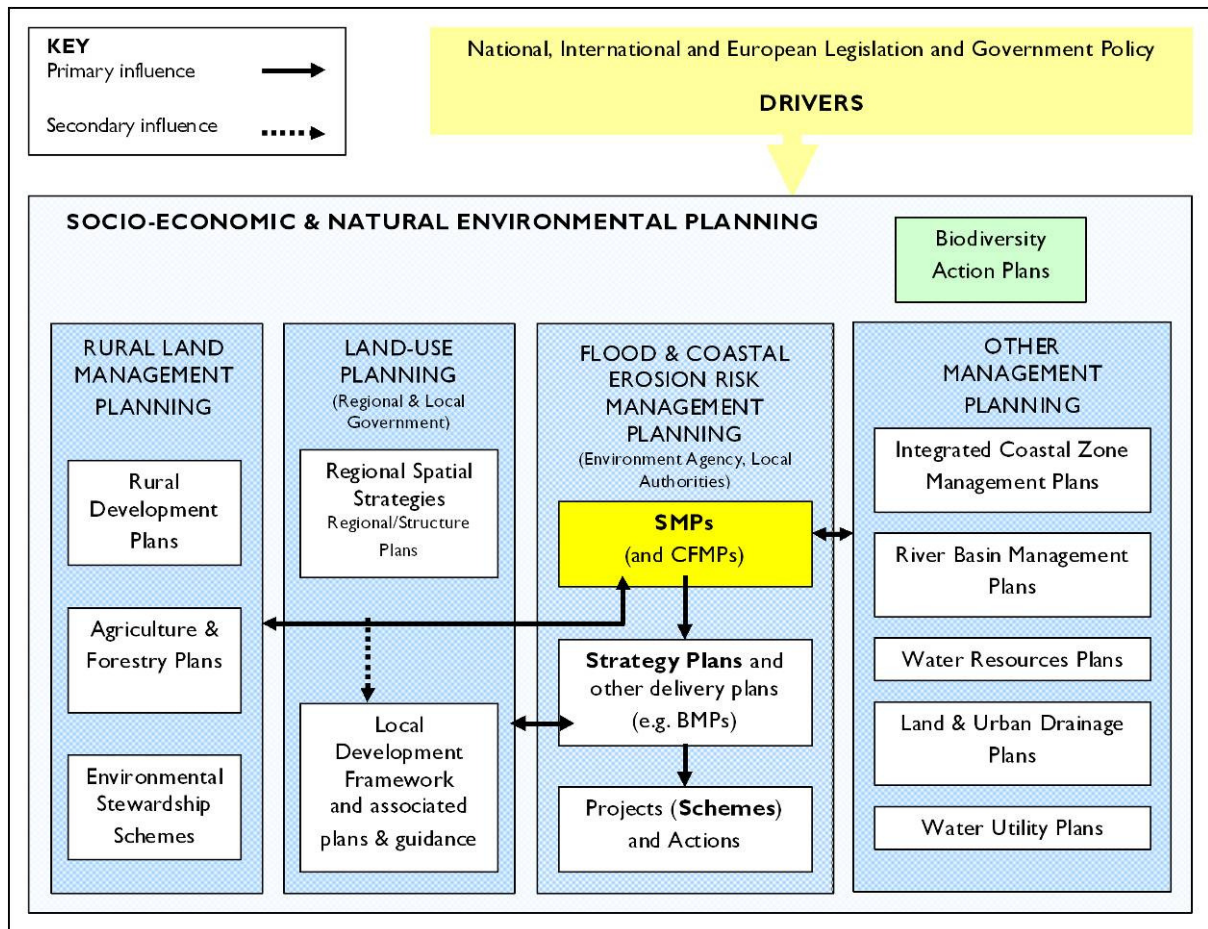 KEY
Primary influence
Secondary influence
National, International and European Legislation and Government Policy
DRIVERS
SOCIO-ECONOMIC & NATURAL ENVIRONMENTAL PLANNING
Biodiversity
Action Plans
RURAL LAND
MANAGEMENT
PLANNING
Rural
Development
Plans
Agriculture &
Forestry Plans
Environmental
Stewardship
Schemes
LAND-USE
PLANNING
(Regional & Local
Government)
Regional Spatial
Strategies
Regional/Structure
Plans
Local
Development
Framework
and associated
plans & guidance
FLOOD & COASTAL
EROSION RISK
MANAGEMENT
PLANNING
(Environment Agency, Local
Authorities)
SMPs
(and CFMPs)
Strategy Plans and
other delivery plans
(e.g. BMPs)
Projects (Schemes)
and Actions
OTHER
MANAGEMENT
PLANNING
Integrated Coastal Zone
Management Plans
River Basin Management
Plans
Water Resources Plans
Land & Urban Drainage
Plans
Water Utility Plans